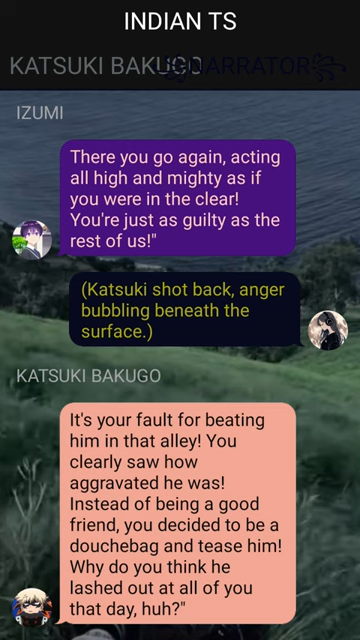 INDIAN TS
KATSUKI BAKUGO
NARRATOR
IZUMI
There you go again, acting
all high and mighty as if
you were in the clear!
You're just as guilty as the
rest of us!"
(Katsuki shot back, anger
bubbling beneath the
surface.)
KATSUKI BAKUGO
It's your fault for beating
him in that alley! You
clearly saw how
aggravated he was!
Instead of being a good
friend, you decided to be a
douchebag and tease him!
Why do you think he
lashed out at all of you
that day, huh?"